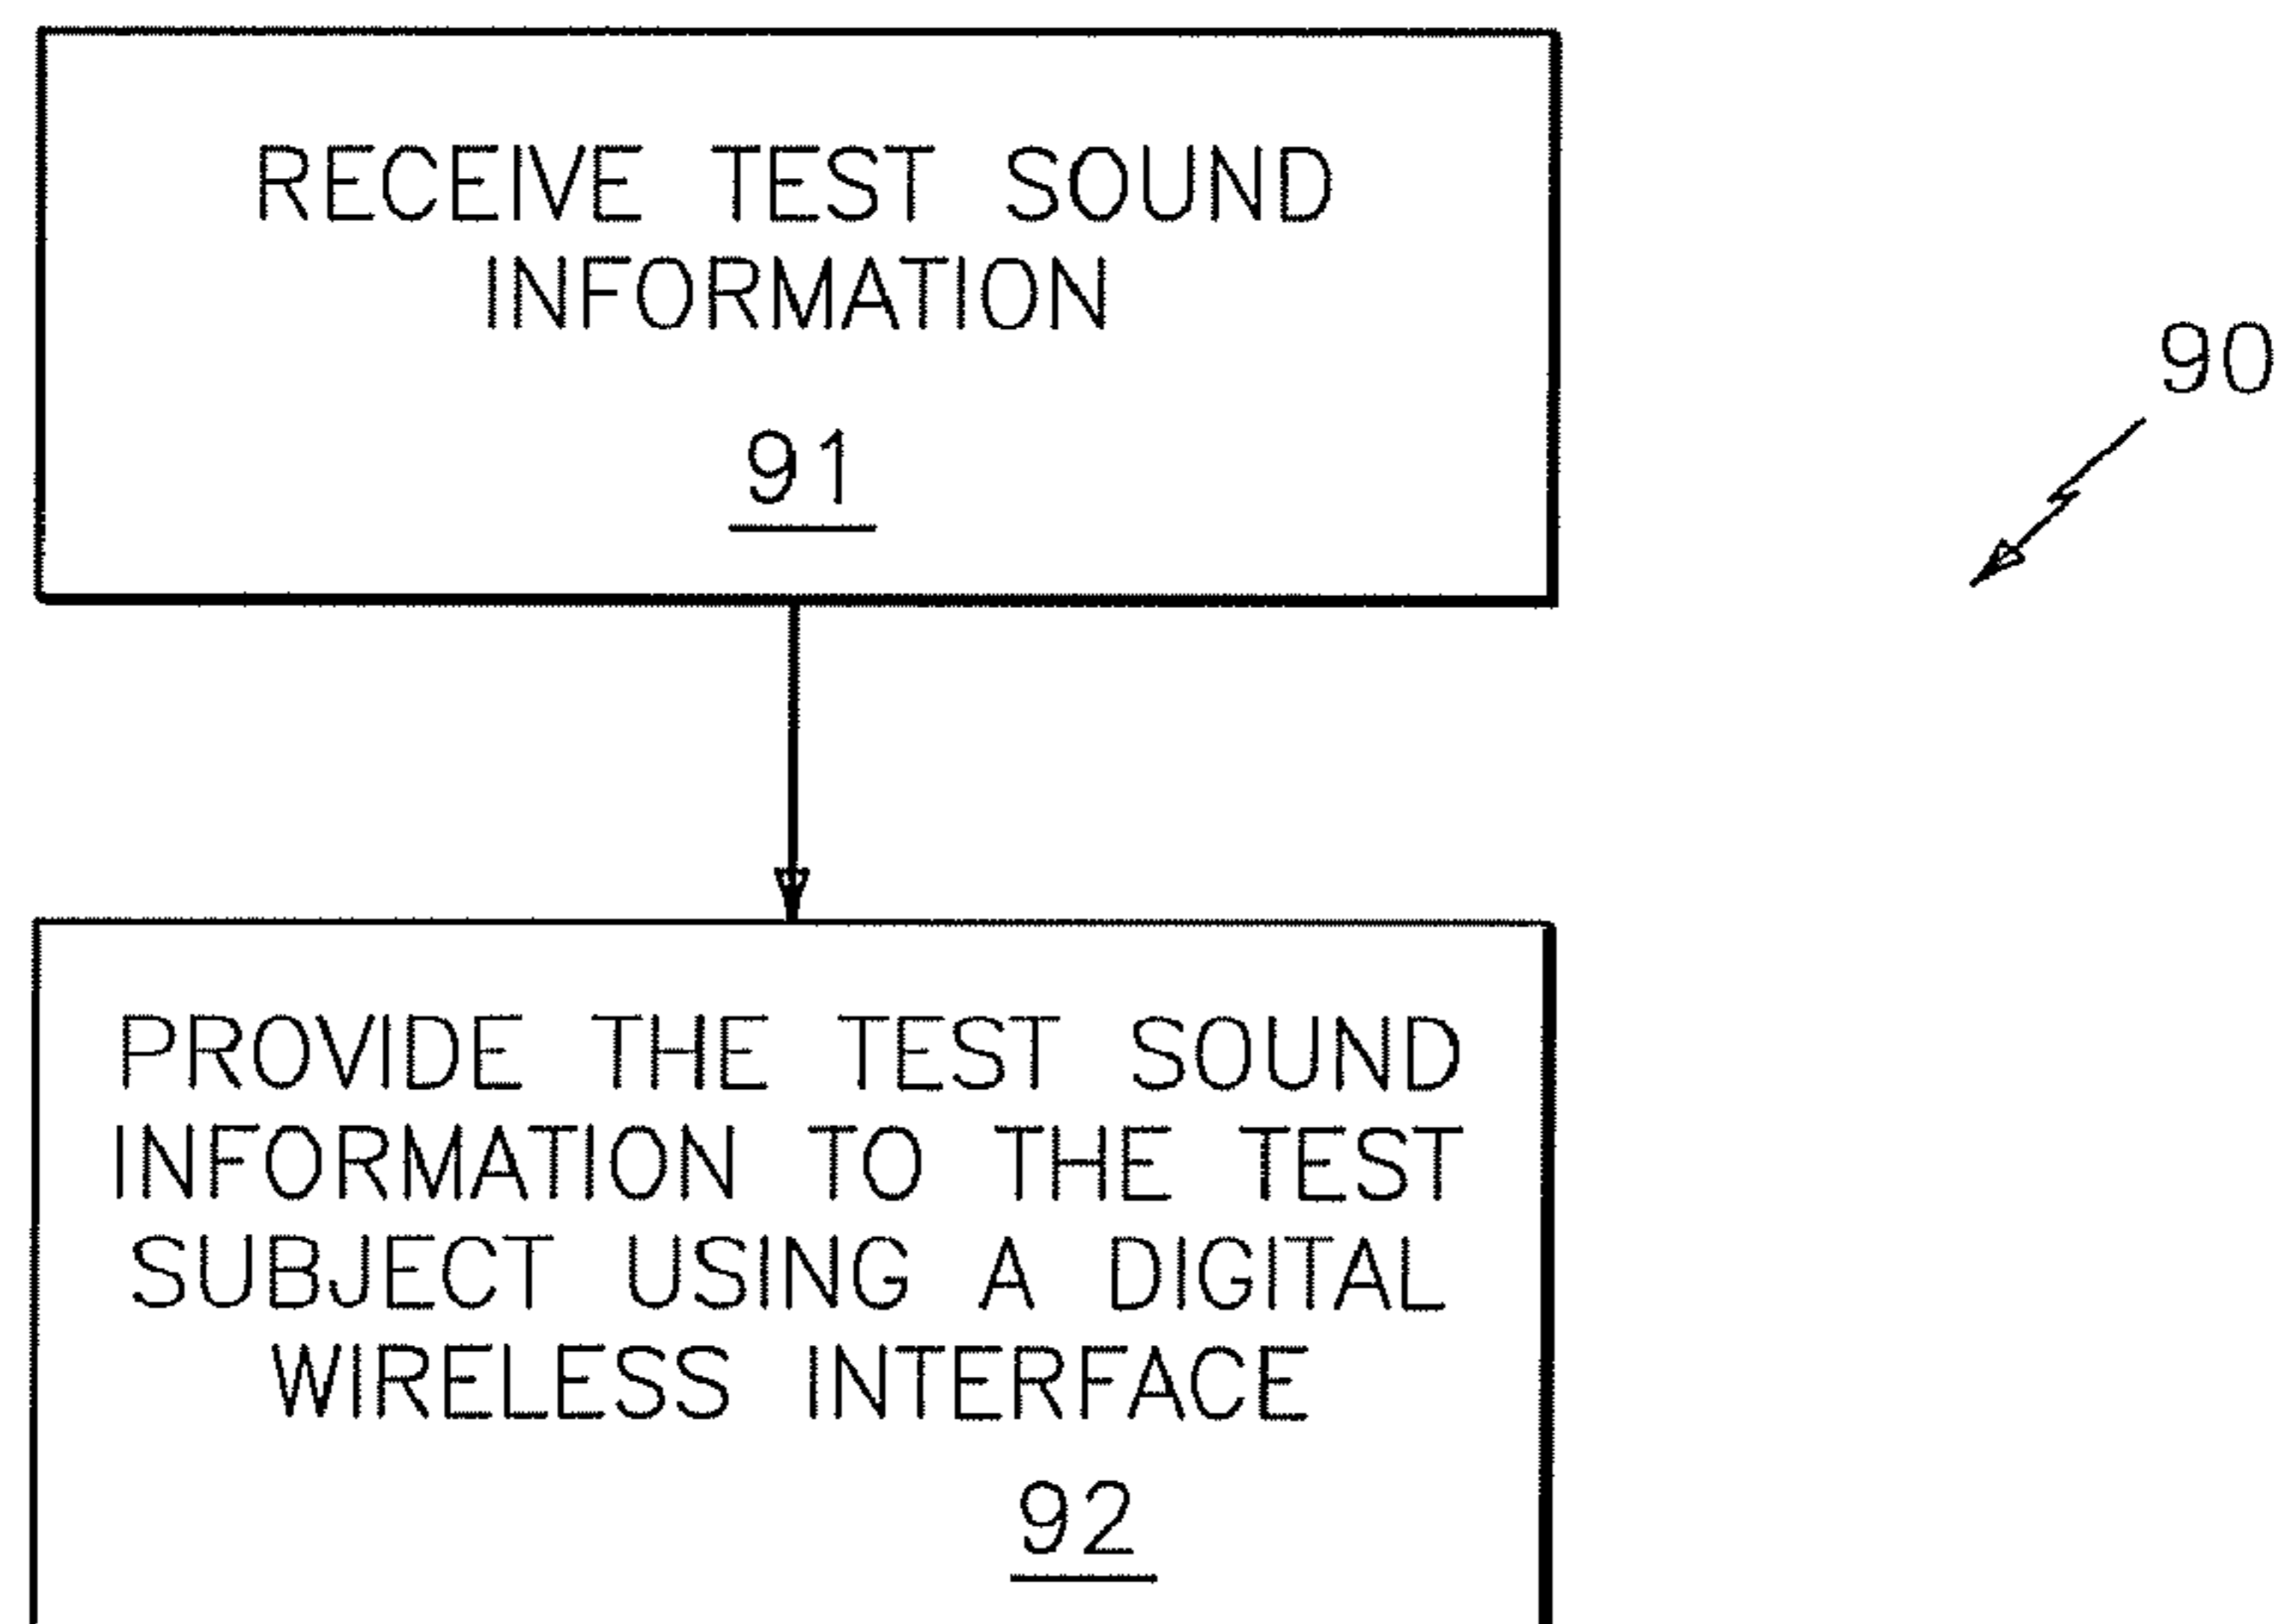 RECEIVE TEST SOUND
INFORMATION
91
90
PROVIDE THE TEST SOUND
INFORMATION TO THE TEST
SUBJECT USING A DIGITAL
WIRELESS INTERFACE
92